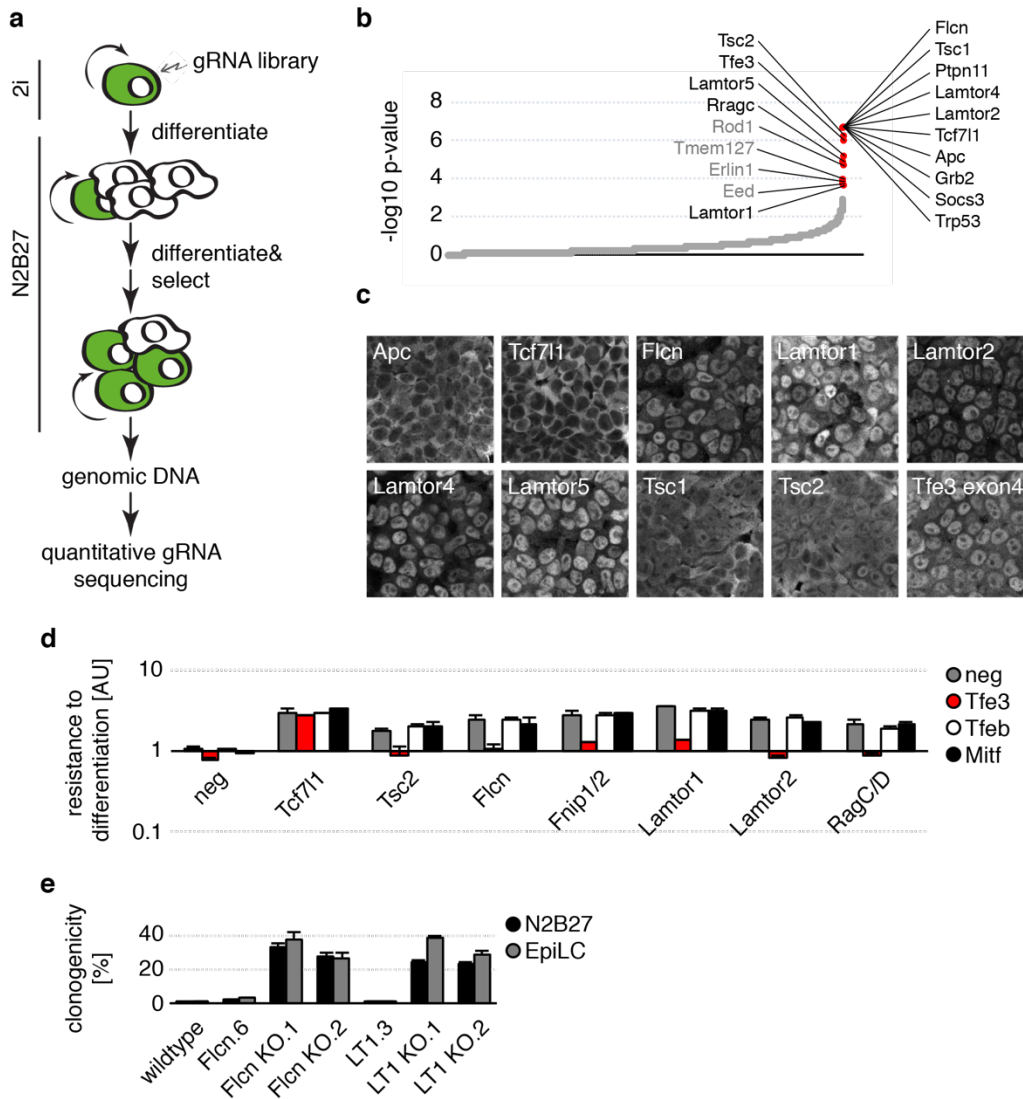 a
2i
N2B27
gRNA library
differentiate
differentiate&
select
genomic DNA
quantitative gRNA
sequencing
b
-log10 p-value
8
6
4
2
0
Tsc2
Tfe3
Lamtor5
Rragc
Rod1
Tmem127
Erlin1
Eed
Lamtor1
Flcn
Tsc1
Ptpn11
Lamtor4
Lamtor2
Tcf7l1
Apc
Grb2
Socs3
Trp53
c
Apc
Tcf7l1
Flcn
Lamtor1
Lamtor2
Lamtor4
Lamtor5
Tsc1
Tsc2
Tfe3 exon4
d
resistance to
differentiation [AU]
10
1
0.1
neg
Tcf7l1
Tsc2
Flcn
Fnip1/2
Lamtor1
Lamtor2
RagC/D
neg
Tfe3
Tfeb
Mitf
e
clonogenicity
[%]
40
20
0
wildtype
Flcn.6
Flcn KO.1
Flcn KO.2
LT1.3
LT1 KO.1
LT1 KO.2
N2B27
EpiLC